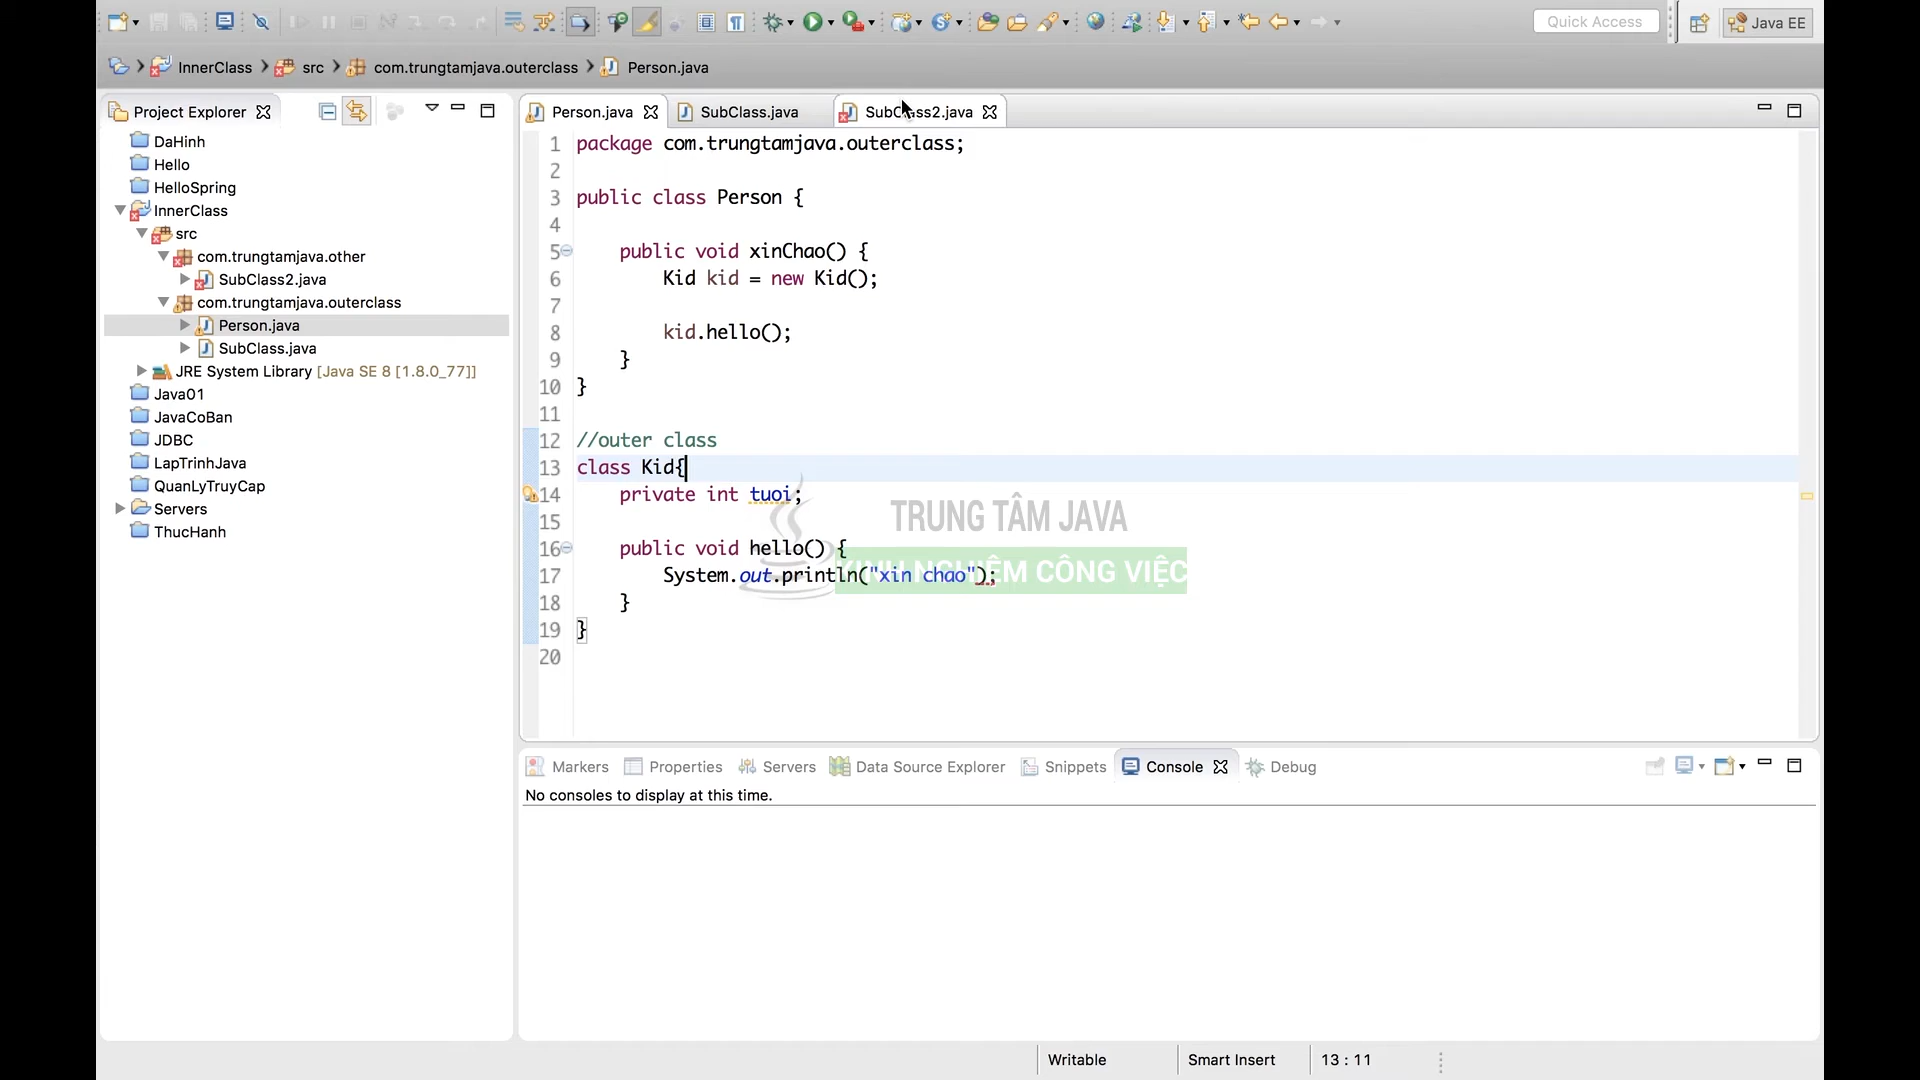 Quick Access
Java EE
InnerClass
src
com.trungtamjava.outerclass
Person.java
Project Explorer
DaHinh
Hello
HelloSpring
InnerClass
src
com.trungtamjava.other
SubClass2.java
com.trungtamjava.outerclass
Person.java
SubClass.java
JRE System Library [Java SE 8 [1.8.0_77]]
Java01
JavaCoBan
JDBC
LapTrinhJava
QuanLyTruyCap
Servers
ThucHanh
Person.java
SubClass.java
SubClass2.java
1 package com.trungtamjava.outerclass;
2
3 public class Person {
4
5 public void xinChao() {
6 Kid kid = new Kid();
7
8 kid.hello();
9 }
10 }
11
12 //outer class
13 class Kid{
14 private int tuoi;
15
16 public void hello() {
17 System.out.println("xin chao");
18 }
19 }
20
TRUNG TÂM JAVA
KINH NGHIỆM CÔNG VIỆC
Markers
Properties
Servers
Data Source Explorer
Snippets
Console
Debug
No consoles to display at this time.
Writable
Smart Insert
13 : 11